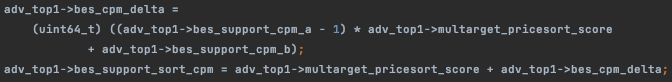 adv_top1->bes_cpm_delta =
(uint64_t) ((adv_top1->bes_support_cpm_a - 1) * adv_top1->multarget_pricesort_score
+ adv_top1->bes_support_cpm_b);
adv_top1->bes_support_sort_cpm = adv_top1->multarget_pricesort_score + adv_top1->bes_cpm_delta;